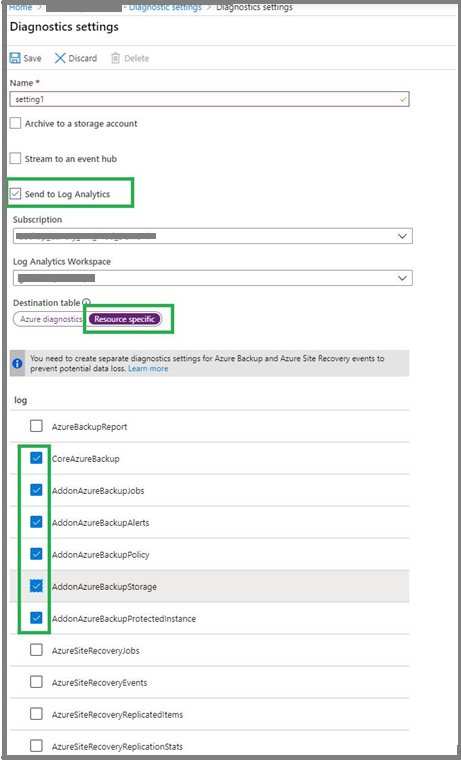 Home > - Diagnostic settings > Diagnostics settings
Diagnostics settings
Save Discard Delete
Name *
setting1
Archive to a storage account
Stream to an event hub
Send to Log Analytics
Subscription
Log Analytics Workspace
Destination table
Azure diagnostics Resource specific
You need to create separate diagnostics settings for Azure Backup and Azure Site Recovery events to
prevent potential data loss. Learn more
log
AzureBackupReport
CoreAzureBackup
AddonAzureBackupJobs
AddonAzureBackupAlerts
AddonAzureBackupPolicy
AddonAzureBackupStorage
AddonAzureBackupProtectedInstance
AzureSiteRecoveryJobs
AzureSiteRecoveryEvents
AzureSiteRecoveryReplicatedItems
AzureSiteRecoveryReplicationStats